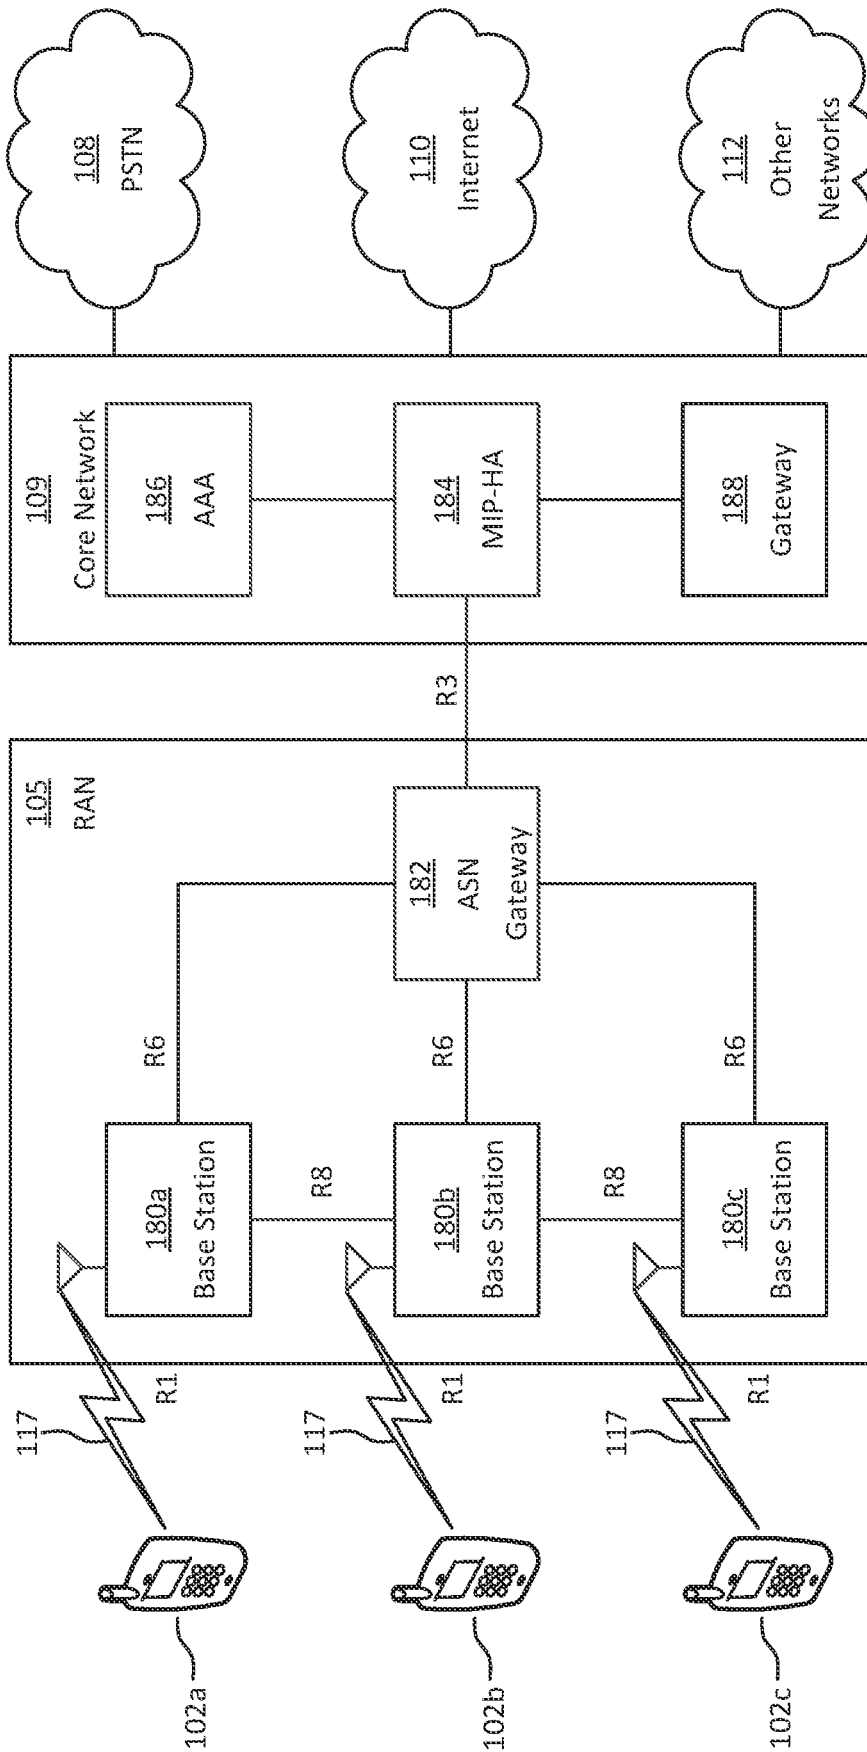 102a
117
R1
180a
Base Station
R6
R8
102b
117
R1
180b
Base Station
R6
R8
102c
117
R1
180c
Base Station
R6
105
RAN
182
ASN
Gateway
R3
109
Core Network
186
AAA
184
MIP-HA
188
Gateway
108
PSTN
110
Internet
112
Other
Networks